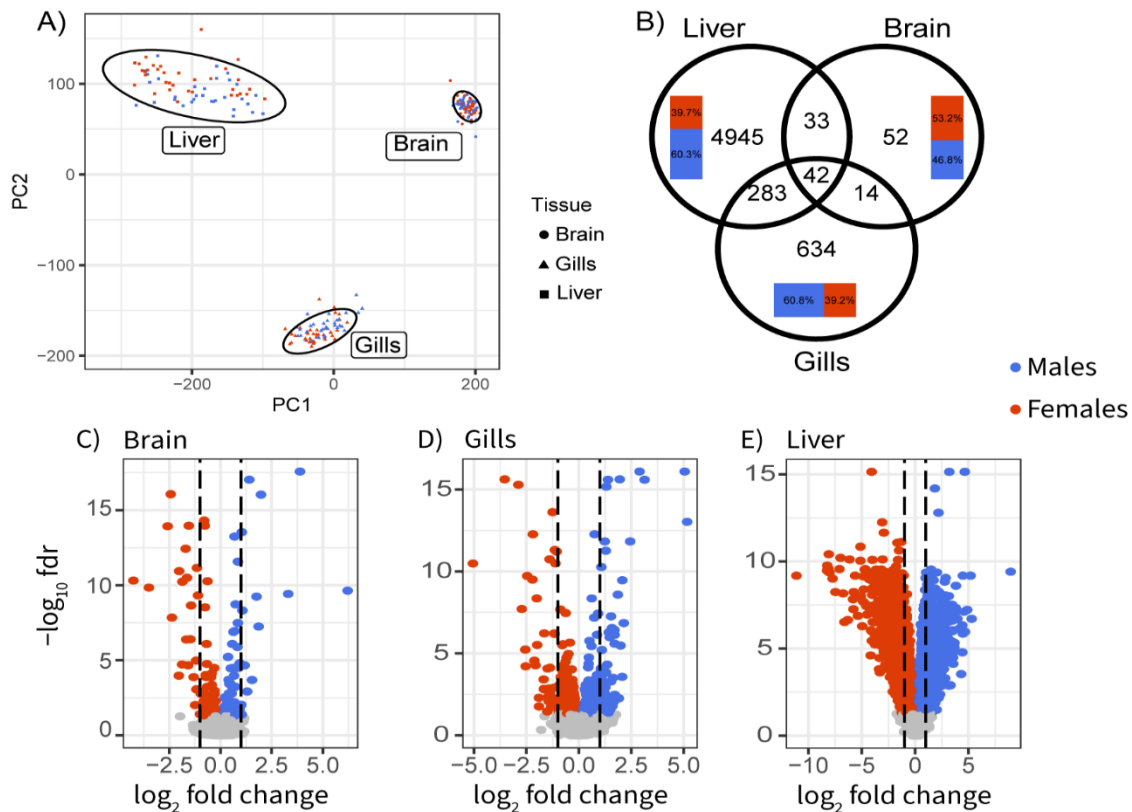 A)
PC2
100
0
−100
−200
Liver
Brain
Gills
−200
0
200
PC1
Tissue
Brain
Gills
Liver
B)
Liver
Brain
39.7%
60.3%
4945
33
52
53.2%
46.8%
42
283
14
634
60.8%
39.2%
Gills
Males
Females
C) Brain
−log10 fdr
15
10
5
0
−2.5 0.0 2.5 5.0
log2 fold change
D) Gills
15
10
5
0
−5.0 −2.5 0.0 2.5 5.0
log2 fold change
E) Liver
15
10
5
0
−10 −5 0 5
log2 fold change